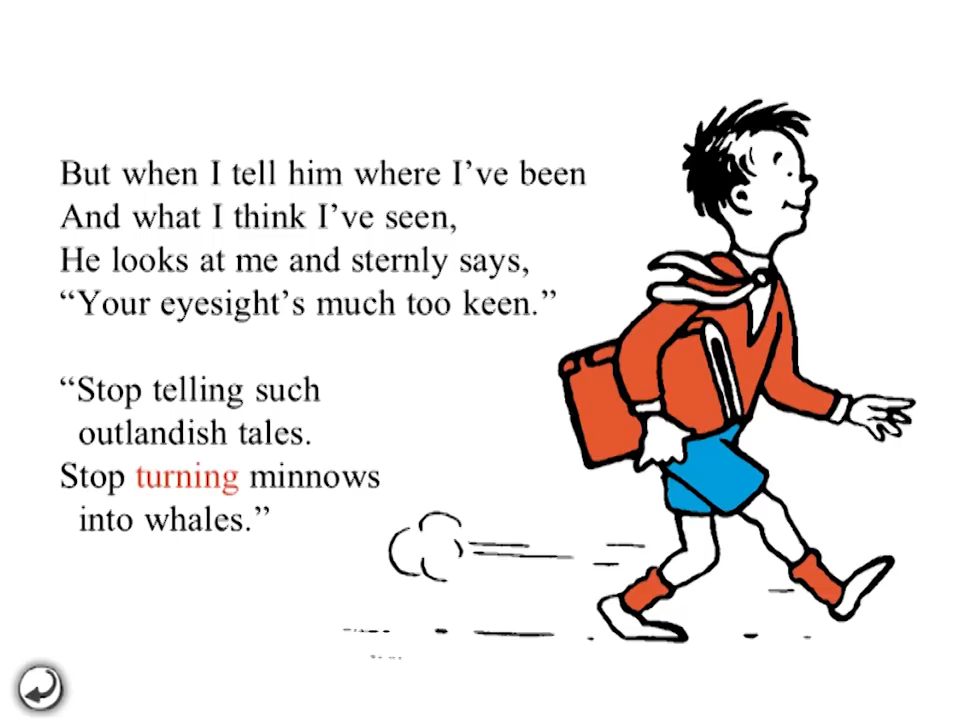 But when I tell him where I’ve been
And what I think I’ve seen,
He looks at me and sternly says,
“Your eyesight’s much too keen.”
“Stop telling such
outlandish tales.
Stop turning minnows
into whales.”